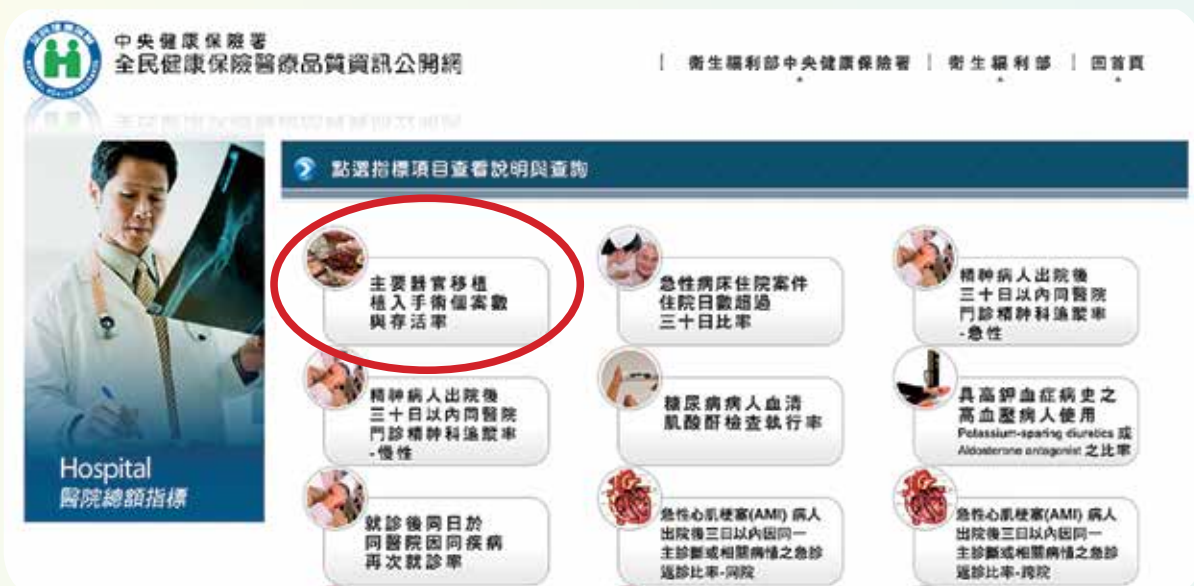 中央健康保險署
全民健康保險醫療品質資訊公開網
| 衛生福利部中央健康保險署 | 衛生福利部 | 回首頁
點選指標項目查看說明與查詢
主要器官移植
植入手術個案數
與存活率
急性病床住院案件
住院日數超過
三十日比率
精神病人出院後
三十日以內同醫院
門診精神科追蹤率
-急性
精神病人出院後
三十日以內同醫院
門診精神科追蹤率
-慢性
糖尿病病人血清
肌酸酐檢查執行率
具高鉀血症病史之
高血壓病人使用
Potassium-sparing diuretics 或
Aldosterone antagonist 之比率
Hospital
醫院總額指標
就診後同日於
同醫院因同疾病
再次就診率
急性心肌梗塞(AMI) 病人
出院後三日以內因同一
主診斷或相關病情之急診
返診比率-同院
急性心肌梗塞(AMI) 病人
出院後三日以內因同一
主診斷或相關病情之急診
返診比率-跨院